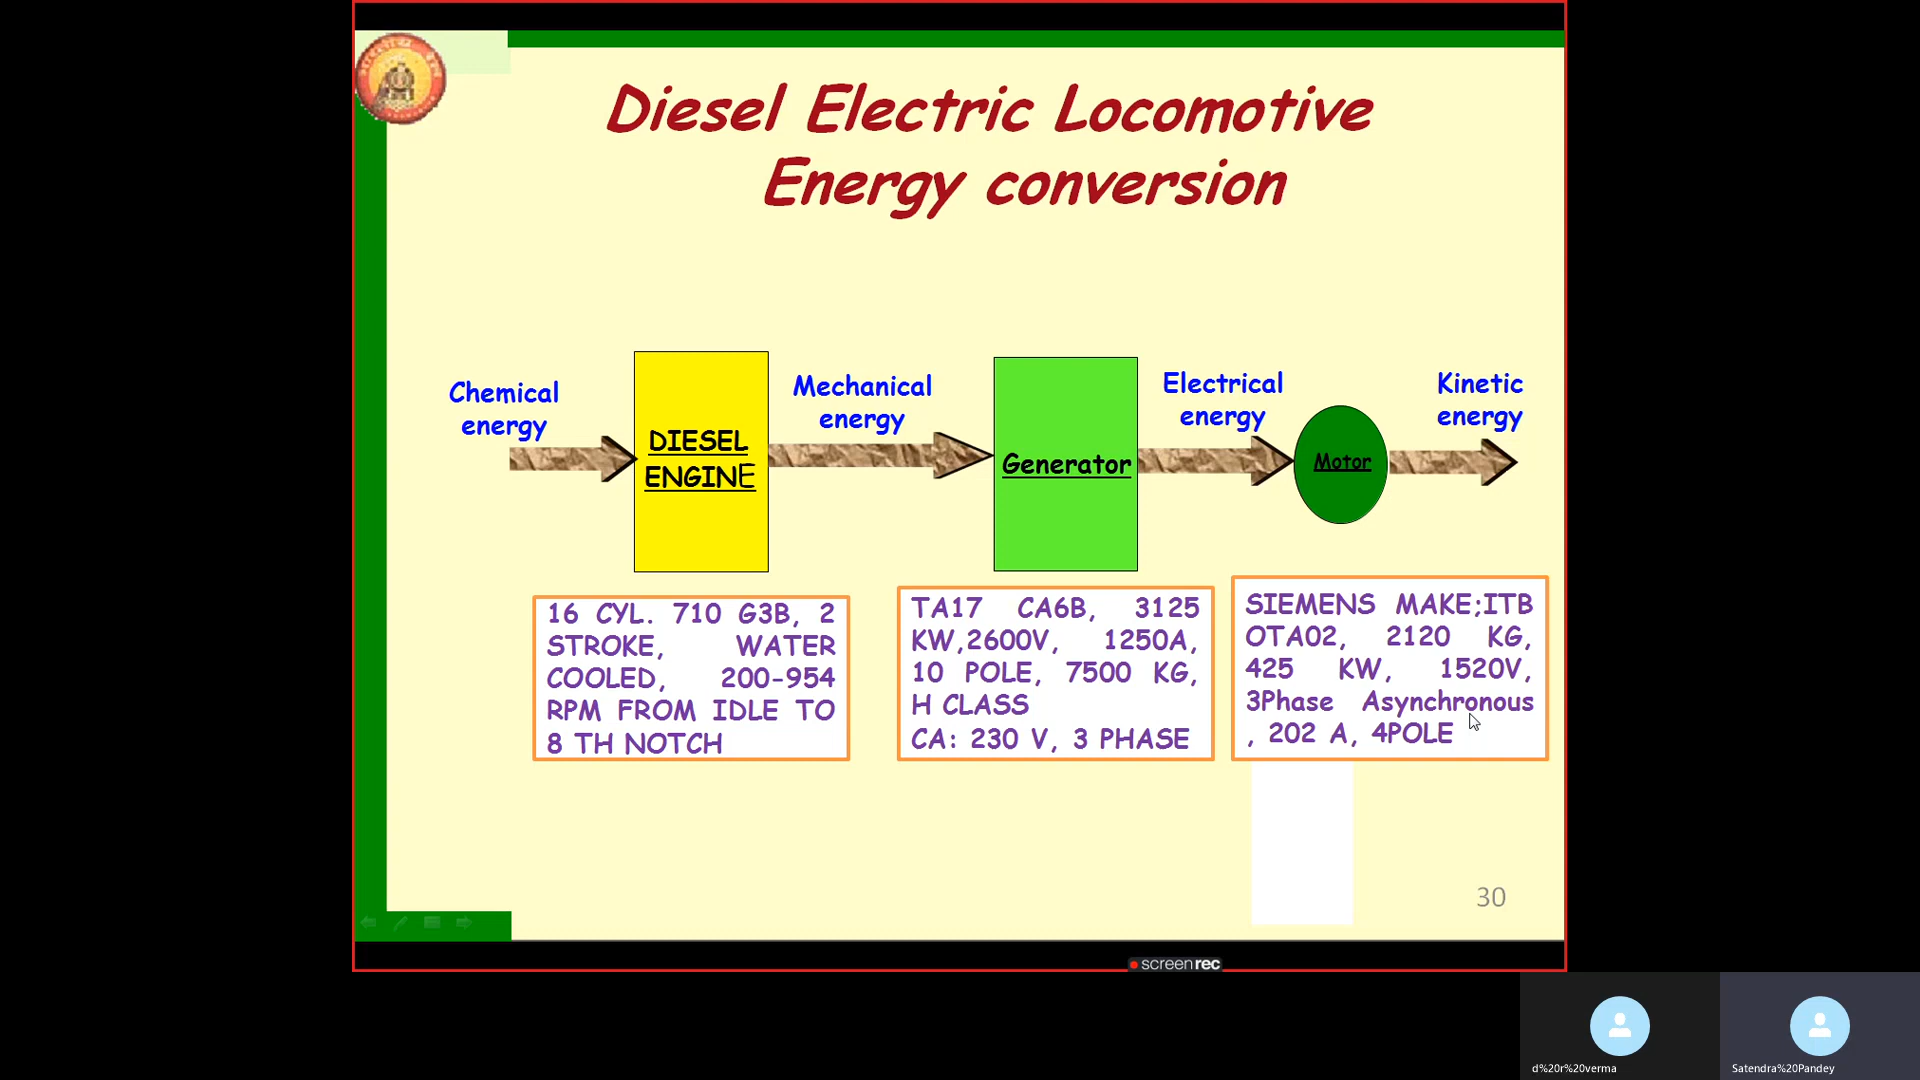 Diesel Electric Locomotive
Energy conversion
Chemical
energy
DIESEL
ENGINE
Mechanical
energy
Generator
Electrical
energy
Motor
Kinetic
energy
16 CYL. 710 G3B, 2
STROKE, WATER
COOLED, 200-954
RPM FROM IDLE TO
8 TH NOTCH
TA17 CA6B, 3125
KW,2600V, 1250A,
10 POLE, 7500 KG,
H CLASS
CA: 230 V, 3 PHASE
SIEMENS MAKE;ITB
OTA02, 2120 KG,
425 KW, 1520V,
3Phase Asynchronous
, 202 A, 4POLE
30
screenrec
d%20r%20verma
Satendra%20Pandey